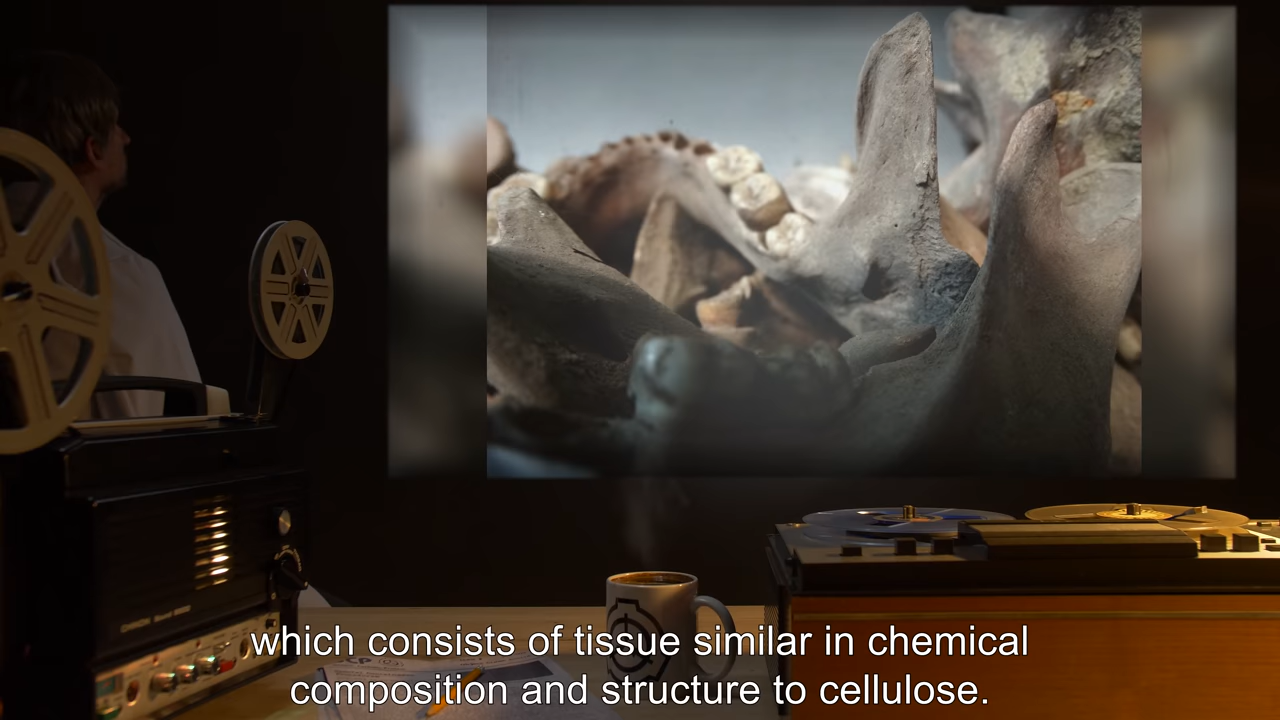 which consists of tissue similar in chemical
composition and structure to cellulose.